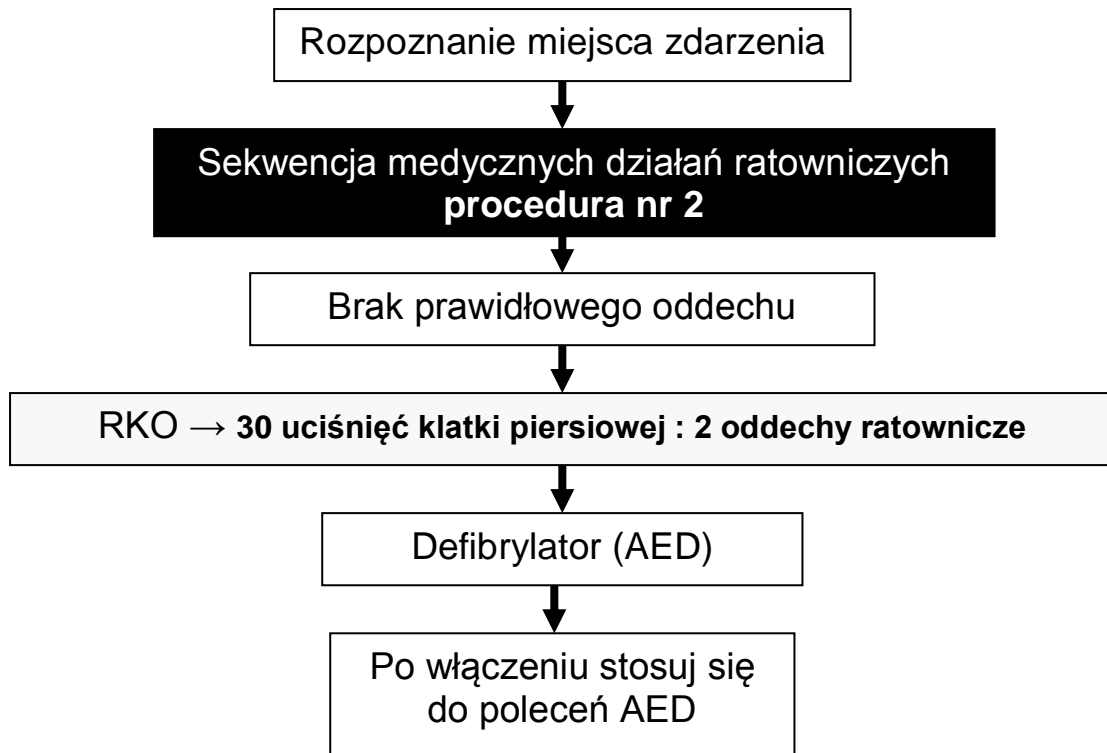 Rozpoznanie miejsca zdarzenia
Sekwencja medycznych działań ratowniczych
procedura nr 2
Brak prawidłowego oddechu
RKO → 30 uciśnięć klatki piersiowej : 2 oddechy ratownicze
Defibrylator (AED)
Po włączeniu stosuj się
do poleceń AED